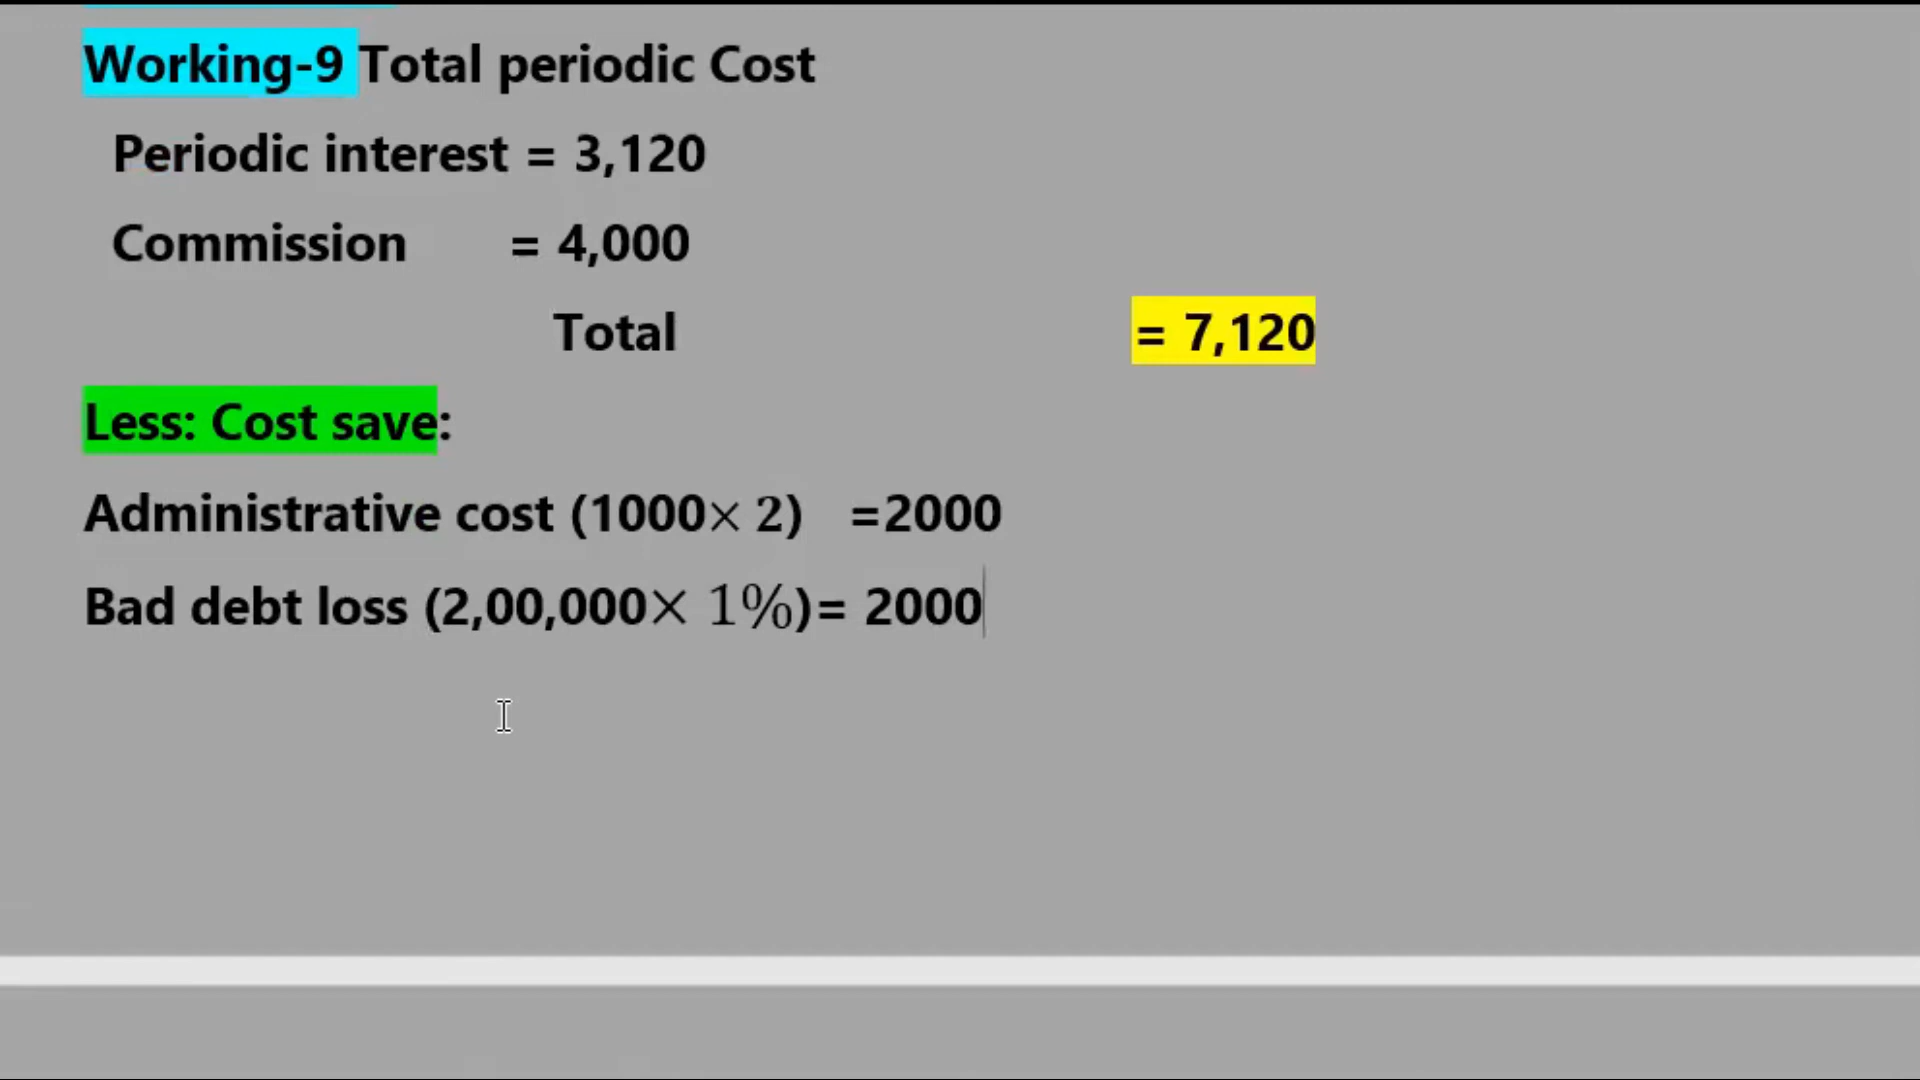 Working-9 Total periodic Cost
Periodic interest = 3,120
Commission = 4,000
Total = 7,120
Less: Cost save:
Administrative cost (1000× 2) =2000
Bad debt loss (2,00,000× 1%)= 2000